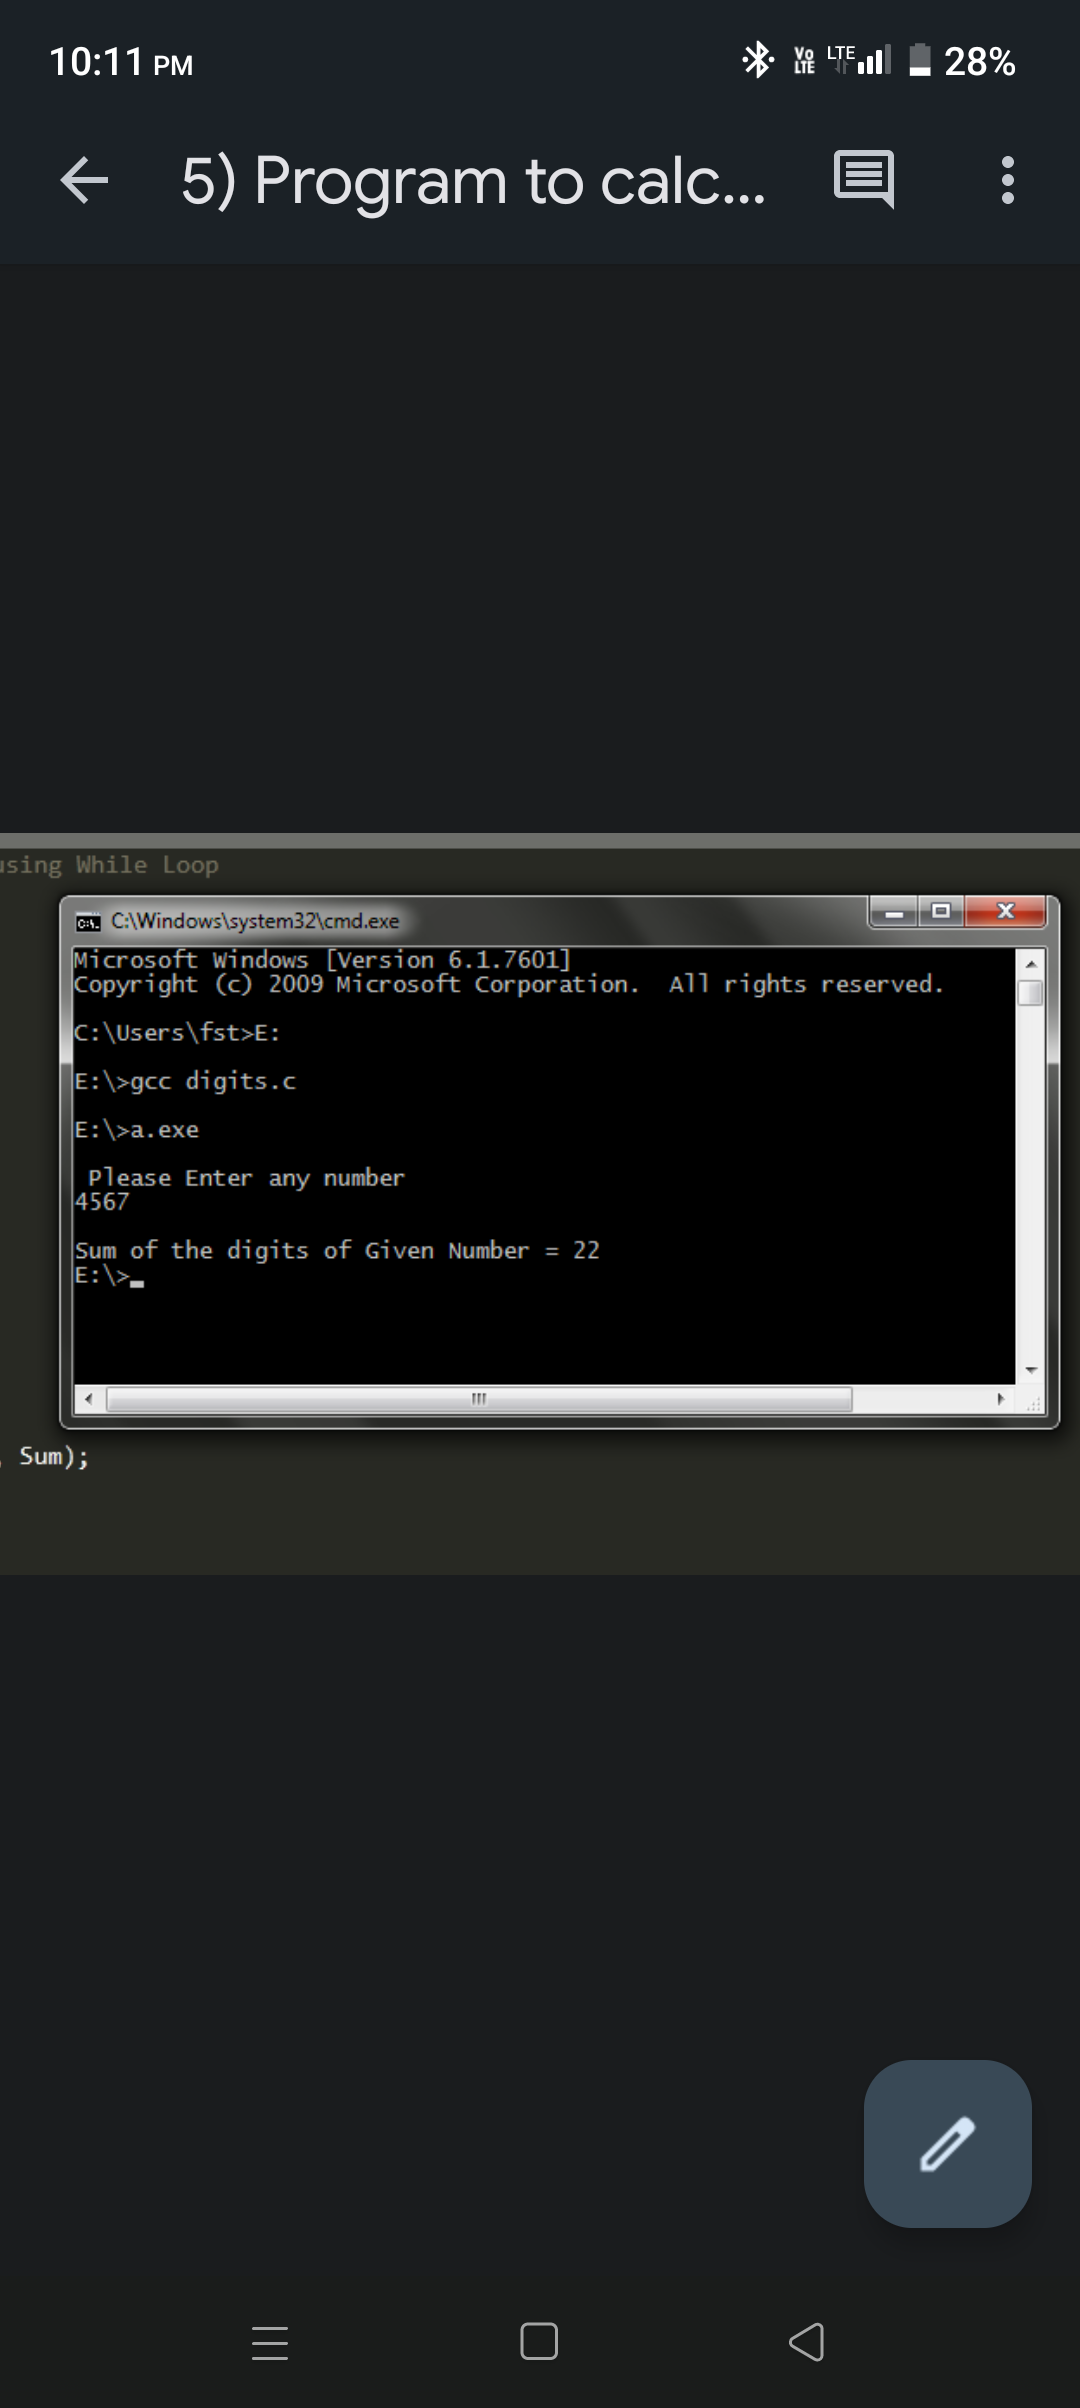 10:11 PM
Vo LTE LTE 28%
5) Program to calc...
using While Loop
C:\Windows\system32\cmd.exe
Microsoft Windows [Version 6.1.7601]
Copyright (c) 2009 Microsoft Corporation.  All rights reserved.
C:\Users\fst>E:
E:\>gcc digits.c
E:\>a.exe
Please Enter any number
4567
Sum of the digits of Given Number = 22
E:\>_
, Sum);